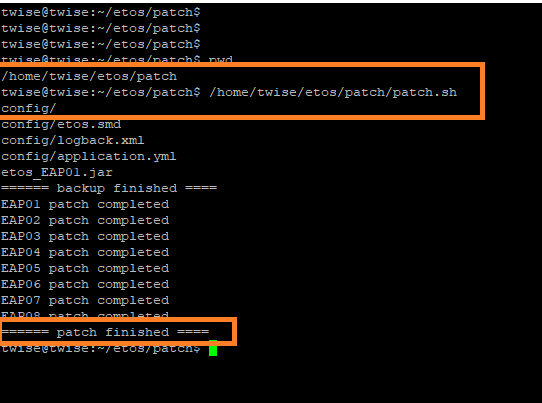 twise@twise:~/etos/patch$
twise@twise:~/etos/patch$
twise@twise:~/etos/patch$
twise@twise:~/etos/patch$ pwd
/home/twise/etos/patch
twise@twise:~/etos/patch$ /home/twise/etos/patch/patch.sh
config/
config/etos.smd
config/logback.xml
config/application.yml
etos_EAP01.jar
====== backup finished ====
EAP01 patch completed
EAP02 patch completed
EAP03 patch completed
EAP04 patch completed
EAP05 patch completed
EAP06 patch completed
EAP07 patch completed
EAP08 patch completed
====== patch finished ====
twise@twise:~/etos/patch$